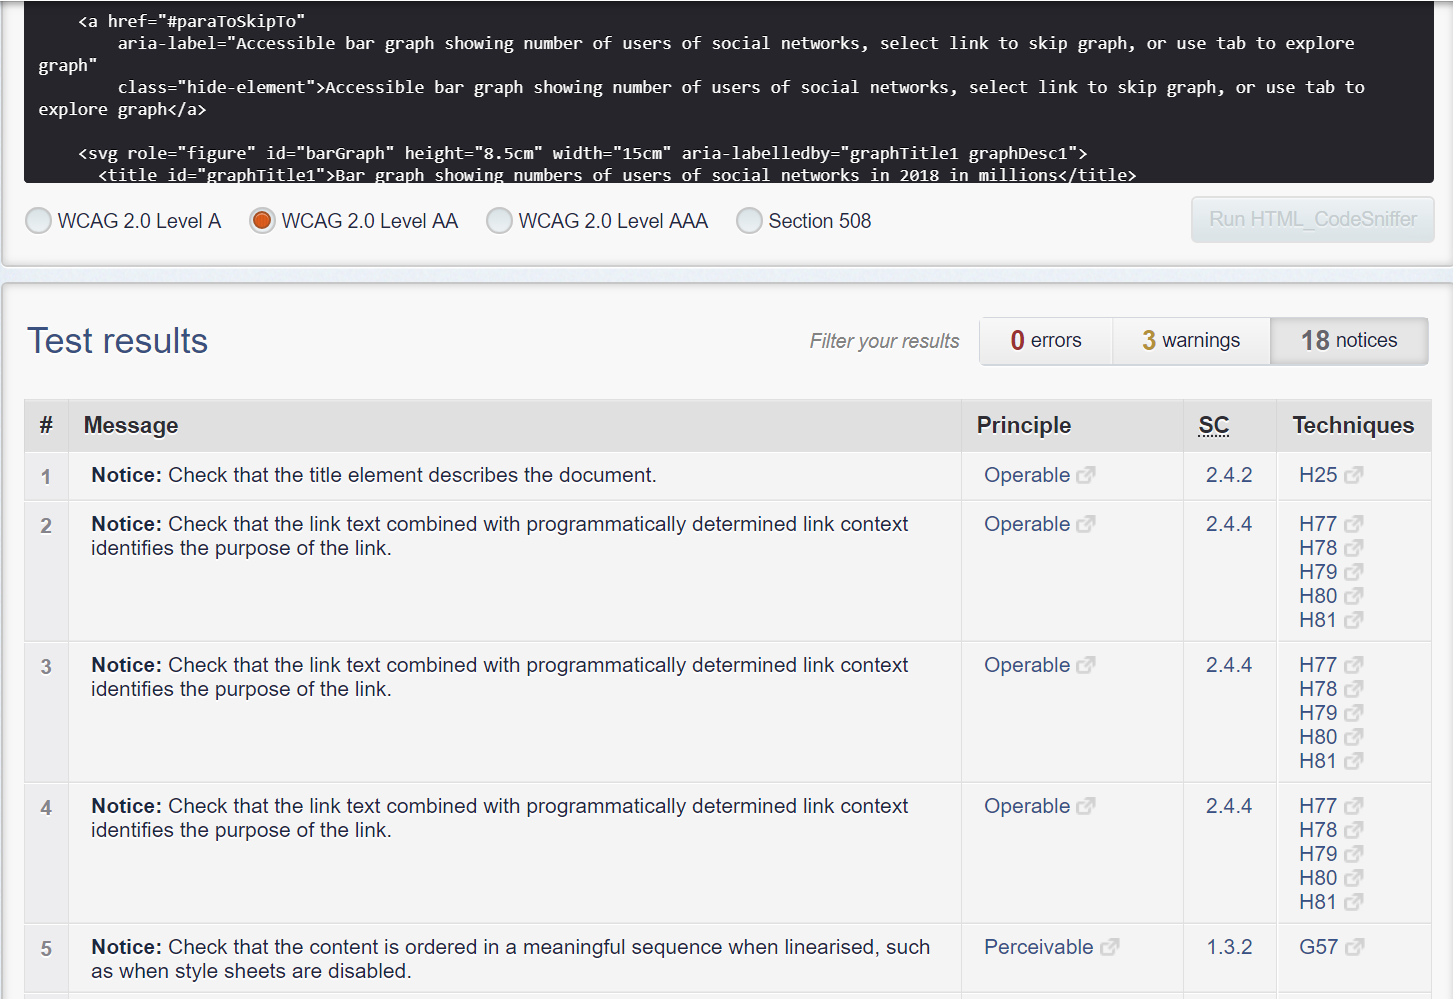 <a href="#paraToSkipTo"
aria-label="Accessible bar graph showing number of users of social networks, select link to skip graph, or use tab to explore
graph"
class="hide-element">Accessible bar graph showing number of users of social networks, select link to skip graph, or use tab to
explore graph</a>
<svg role="figure" id="barGraph" height="8.5cm" width="15cm" aria-labelledby="graphTitle1 graphDesc1">
<title id="graphTitle1">Bar graph showing numbers of users of social networks in 2018 in millions</title>
WCAG 2.0 Level A WCAG 2.0 Level AA WCAG 2.0 Level AAA Section 508 Run HTML_CodeSniffer
Test results Filter your results 0 errors 3 warnings 18 notices
# Message Principle SC Techniques
1 Notice: Check that the title element describes the document. Operable 2.4.2 H25
2 Notice: Check that the link text combined with programmatically determined link context Operable 2.4.4 H77
identifies the purpose of the link. H78
H79
H80
H81
3 Notice: Check that the link text combined with programmatically determined link context Operable 2.4.4 H77
identifies the purpose of the link. H78
H79
H80
H81
4 Notice: Check that the link text combined with programmatically determined link context Operable 2.4.4 H77
identifies the purpose of the link. H78
H79
H80
H81
5 Notice: Check that the content is ordered in a meaningful sequence when linearised, such Perceivable 1.3.2 G57
as when style sheets are disabled.